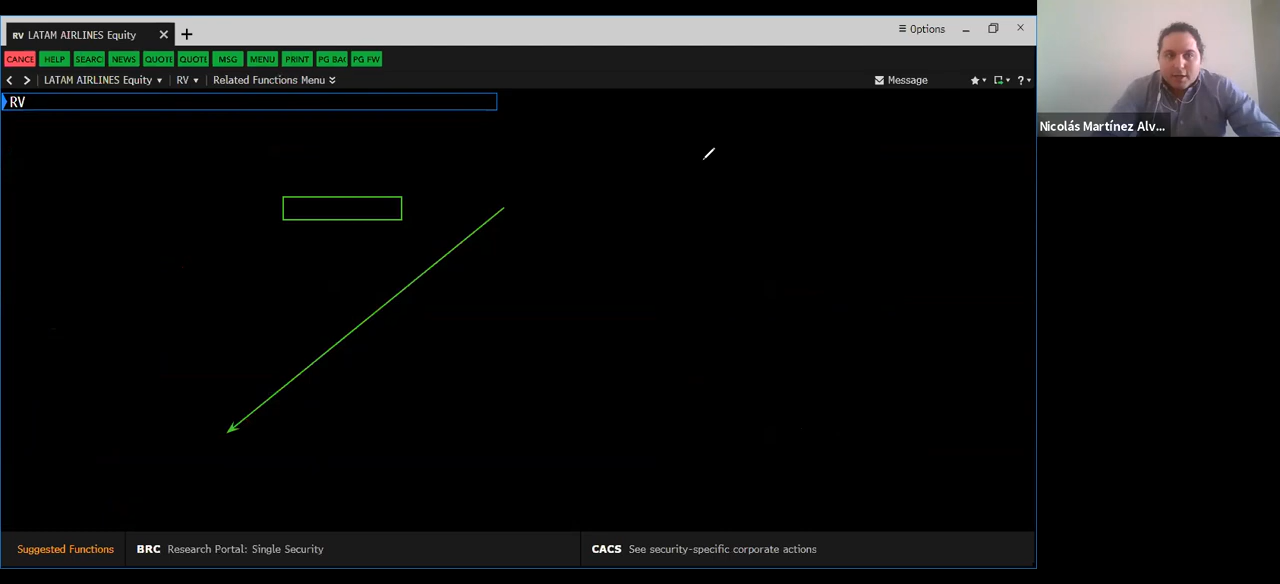 RV LATAM AIRLINES Equity
Options
CANCE HELP SEARC NEWS QUOTE QUOTE MSG MENU PRINT PG BAC PG FW
LATAM AIRLINES Equity RV Related Functions Menu Message ?
RV
Nicolás Martínez Alv...
Suggested Functions BRC Research Portal: Single Security CACS See security-specific corporate actions